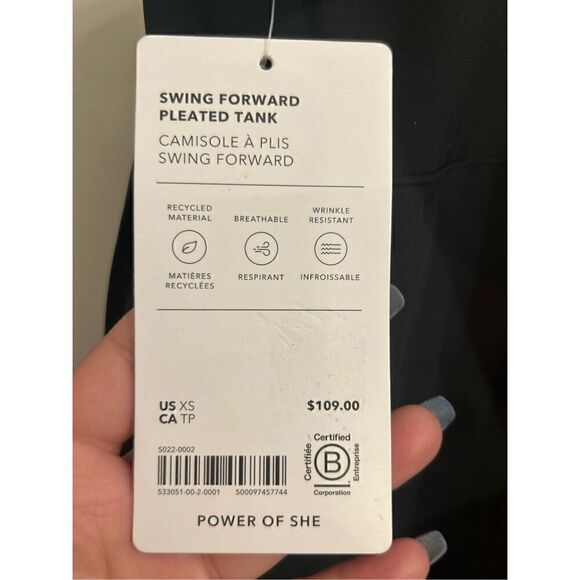 SWING FORWARD
PLEATED TANK
CAMISOLE À PLIS
SWING FORWARD
RECYCLED
MATERIAL
BREATHABLE
WRINKLE
RESISTANT
MATIÈRES
RECYCLÉES
RESPIRANT
INFROISSABLE
US XS
CA TP
$109.00
S022-0002
533051-00-2-0001 500097457744
Certified
Certifiée
B
Entreprise
Corporation
POWER OF SHE